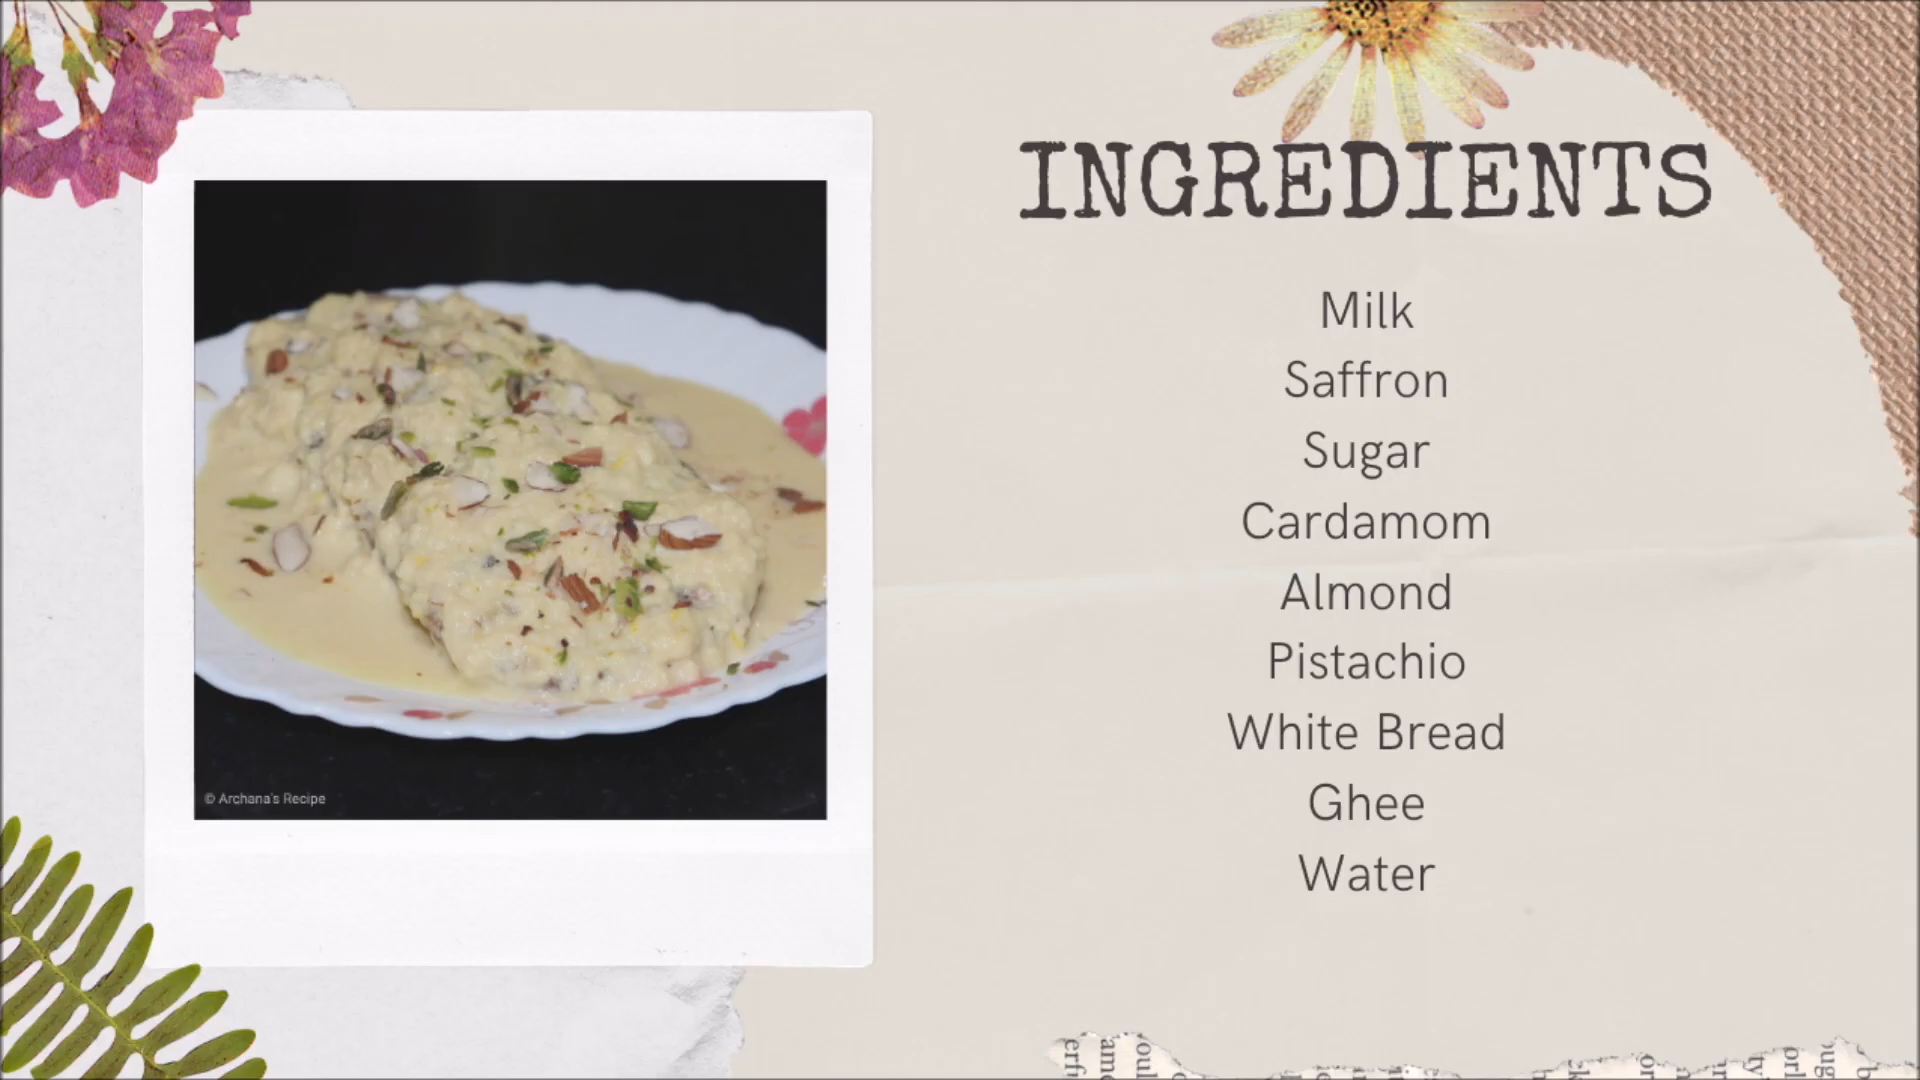 INGREDIENTS
Milk
Saffron
Sugar
Cardamom
Almond
Pistachio
White Bread
Ghee
Water
© Archana's Recipe